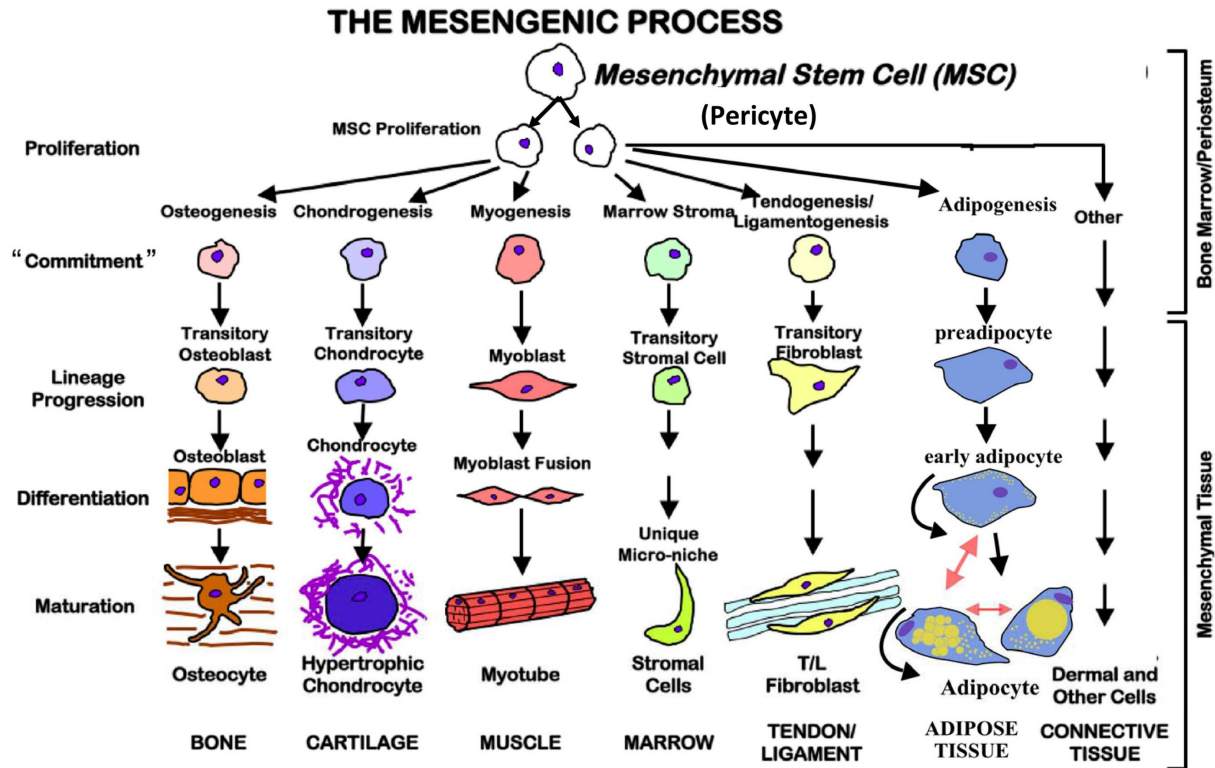 THE MESENGENIC PROCESS
Mesenchymal Stem Cell (MSC)
(Pericyte)
MSC Proliferation
Proliferation
Osteogenesis
Chondrogenesis
Myogenesis
Marrow Stroma
Tendogenesis/
Ligamentogenesis
Adipogenesis
Other
“Commitment”
Bone Marrow/Periosteum
Transitory
Osteoblast
Transitory
Chondrocyte
Myoblast
Transitory
Stromal Cell
Transitory
Fibroblast
preadipocyte
Lineage
Progression
Osteoblast
Chondrocyte
Myoblast Fusion
early adipocyte
Differentiation
Unique
Micro-niche
Maturation
Mesenchymal Tissue
Osteocyte
Hypertrophic
Chondrocyte
Myotube
Stromal
Cells
T/L
Fibroblast
Adipocyte
Dermal and
Other Cells
BONE
CARTILAGE
MUSCLE
MARROW
TENDON/
LIGAMENT
ADIPOSE
TISSUE
CONNECTIVE
TISSUE